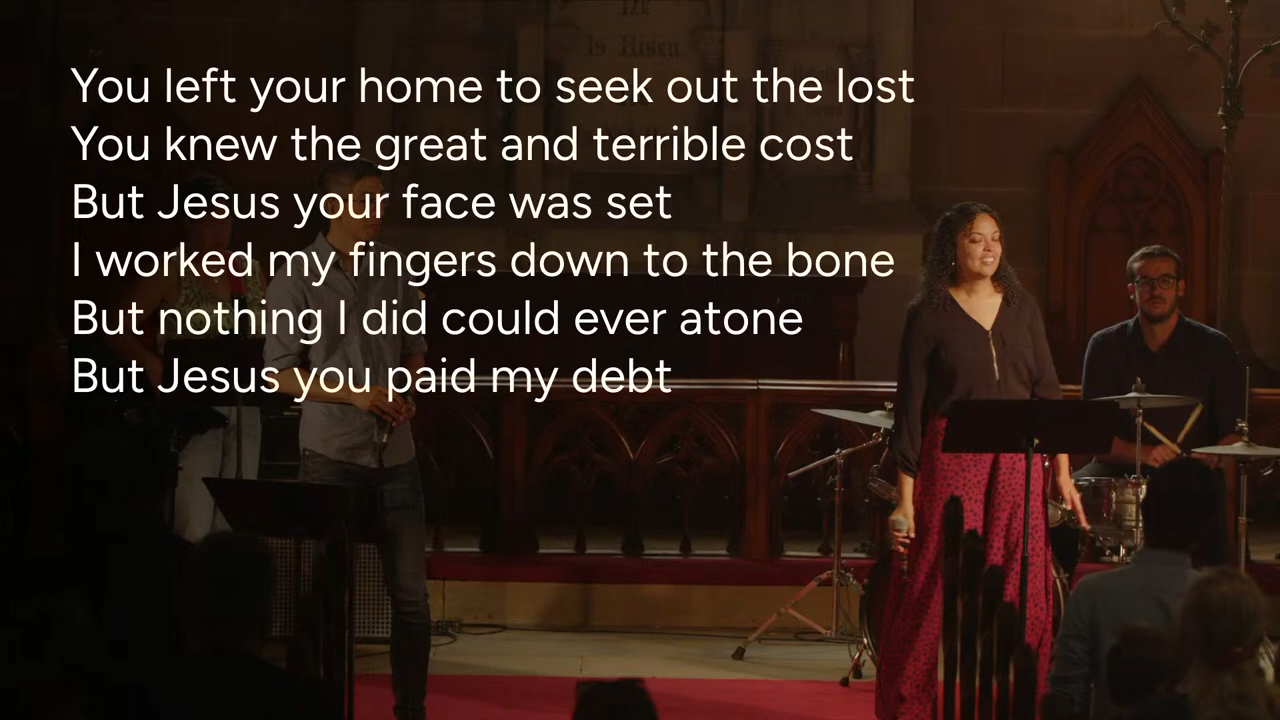 Is Risen
You left your home to seek out the lost
You knew the great and terrible cost
But Jesus your face was set
I worked my fingers down to the bone
But nothing I did could ever atone
But Jesus you paid my debt